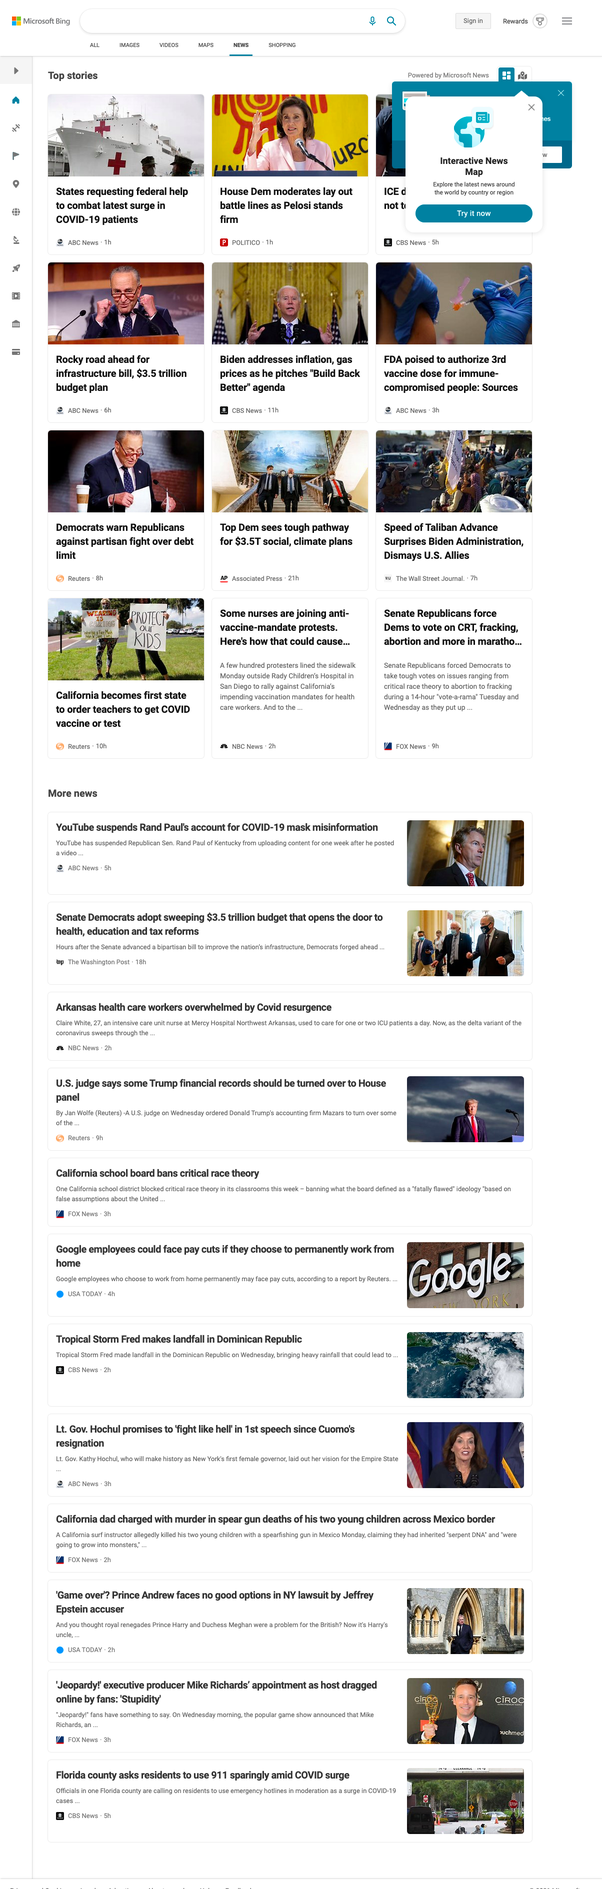 Microsoft Bing
Sign in
Rewards
ALL
IMAGES
VIDEOS
MAPS
NEWS
SHOPPING
Top stories
Powered by Microsoft News
Interactive News
Map
Explore the latest news around
the world by country or region
Try it now
States requesting federal help
to combat latest surge in
COVID-19 patients
ABC News · 1h
House Dem moderates lay out
battle lines as Pelosi stands
firm
POLITICO · 1h
ICE d
not t
CBS News · 5h
Rocky road ahead for
infrastructure bill, $3.5 trillion
budget plan
ABC News · 6h
Biden addresses inflation, gas
prices as he pitches "Build Back
Better" agenda
CBS News · 11h
FDA poised to authorize 3rd
vaccine dose for immune-
compromised people: Sources
ABC News · 3h
Democrats warn Republicans
against partisan fight over debt
limit
Reuters · 8h
Top Dem sees tough pathway
for $3.5T social, climate plans
AP
Associated Press · 21h
Speed of Taliban Advance
Surprises Biden Administration,
Dismays U.S. Allies
The Wall Street Journal. · 7h
PROTECT
OUR
KIDS
California becomes first state
to order teachers to get COVID
vaccine or test
Reuters · 10h
Some nurses are joining anti-
vaccine-mandate protests.
Here's how that could cause...
A few hundred protesters lined the sidewalk
Monday outside Rady Children's Hospital in
San Diego to rally against California's
impending vaccination mandates for health
care workers. And to the ...
NBC News · 2h
Senate Republicans force
Dems to vote on CRT, fracking,
abortion and more in maratho...
Senate Republicans forced Democrats to
take tough votes on issues ranging from
critical race theory to abortion to fracking
during a 14-hour "vote-a-rama" Tuesday and
Wednesday as they put up ...
FOX News · 9h
More news
YouTube suspends Rand Paul's account for COVID-19 mask misinformation
YouTube has suspended Republican Sen. Rand Paul of Kentucky from uploading content for one week after he posted
a video ...
ABC News · 5h
Senate Democrats adopt sweeping $3.5 trillion budget that opens the door to
health, education and tax reforms
Hours after the Senate advanced a bipartisan bill to improve the nation's infrastructure, Democrats forged ahead ...
The Washington Post · 18h
Arkansas health care workers overwhelmed by Covid resurgence
Claire White, 27, an intensive care unit nurse at Mercy Hospital Northwest Arkansas, used to care for one or two ICU patients a day. Now, as the delta variant of the
coronavirus sweeps through the ...
NBC News · 2h
U.S. judge says some Trump financial records should be turned over to House
panel
By Jan Wolfe (Reuters) -A U.S. judge on Wednesday ordered Donald Trump's accounting firm Mazars to turn over some
of the ...
Reuters · 9h
California school board bans critical race theory
One California school district blocked critical race theory in its classrooms this week – banning what the board defined as a "fatally flawed" ideology "based on
false assumptions about the United ...
FOX News · 3h
Google employees could face pay cuts if they choose to permanently work from
home
Google employees who choose to work from home permanently may face pay cuts, according to a report by Reuters. ...
USA TODAY · 4h
Google
Tropical Storm Fred makes landfall in Dominican Republic
Tropical Storm Fred made landfall in the Dominican Republic on Wednesday, bringing heavy rainfall that could lead to ...
CBS News · 2h
Lt. Gov. Hochul promises to 'fight like hell' in 1st speech since Cuomo's
resignation
Lt. Gov. Kathy Hochul, who will make history as New York's first female governor, laid out her vision for the Empire State
...
ABC News · 3h
California dad charged with murder in spear gun deaths of his two young children across Mexico border
A California surf instructor allegedly killed his two young children with a spearfishing gun in Mexico Monday, claiming they had inherited "serpent DNA" and "were
going to grow into monsters," ...
FOX News · 2h
'Game over'? Prince Andrew faces no good options in NY lawsuit by Jeffrey
Epstein accuser
And you thought royal renegades Prince Harry and Duchess Meghan were a problem for the British? Now it's Harry's
uncle, ...
USA TODAY · 2h
'Jeopardy!' executive producer Mike Richards' appointment as host dragged
online by fans: 'Stupidity'
"Jeopardy!" fans have something to say. On Wednesday morning, the popular game show announced that Mike
Richards, an ...
FOX News · 3h
CÎROC
Florida county asks residents to use 911 sparingly amid COVID surge
Officials in one Florida county are calling on residents to use emergency hotlines in moderation as a surge in COVID-19
cases ...
CBS News · 5h